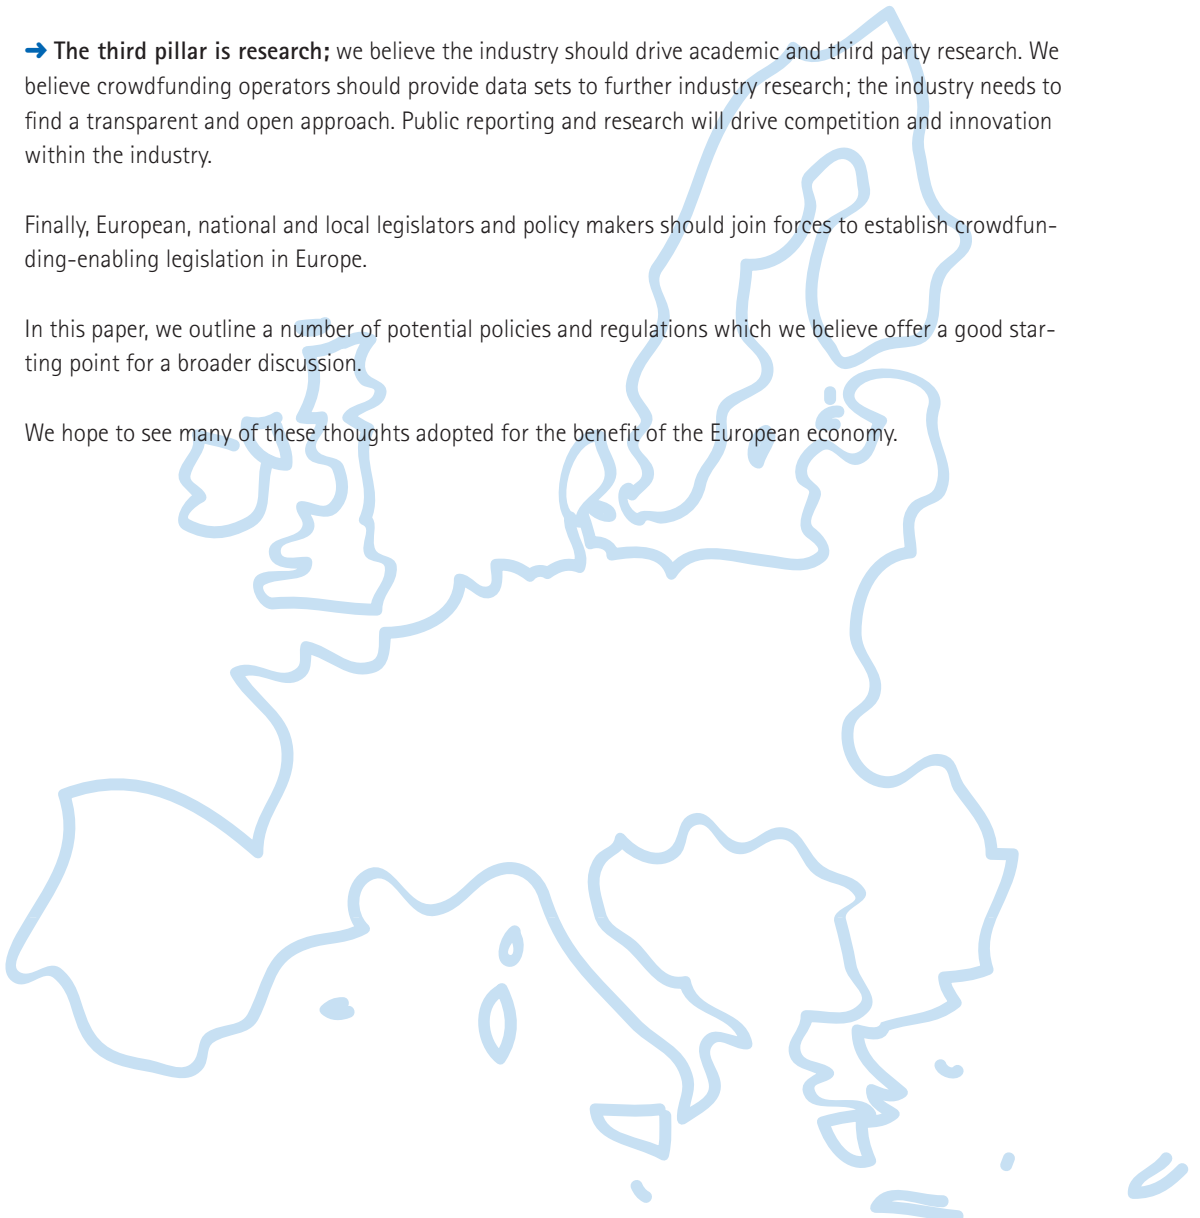 ➔ The third pillar is research; we believe the industry should drive academic and third party research. We
believe crowdfunding operators should provide data sets to further industry research; the industry needs to
find a transparent and open approach. Public reporting and research will drive competition and innovation
within the industry.
Finally, European, national and local legislators and policy makers should join forces to establish crowdfun-
ding-enabling legislation in Europe.
In this paper, we outline a number of potential policies and regulations which we believe offer a good star-
ting point for a broader discussion.
We hope to see many of these thoughts adopted for the benefit of the European economy.